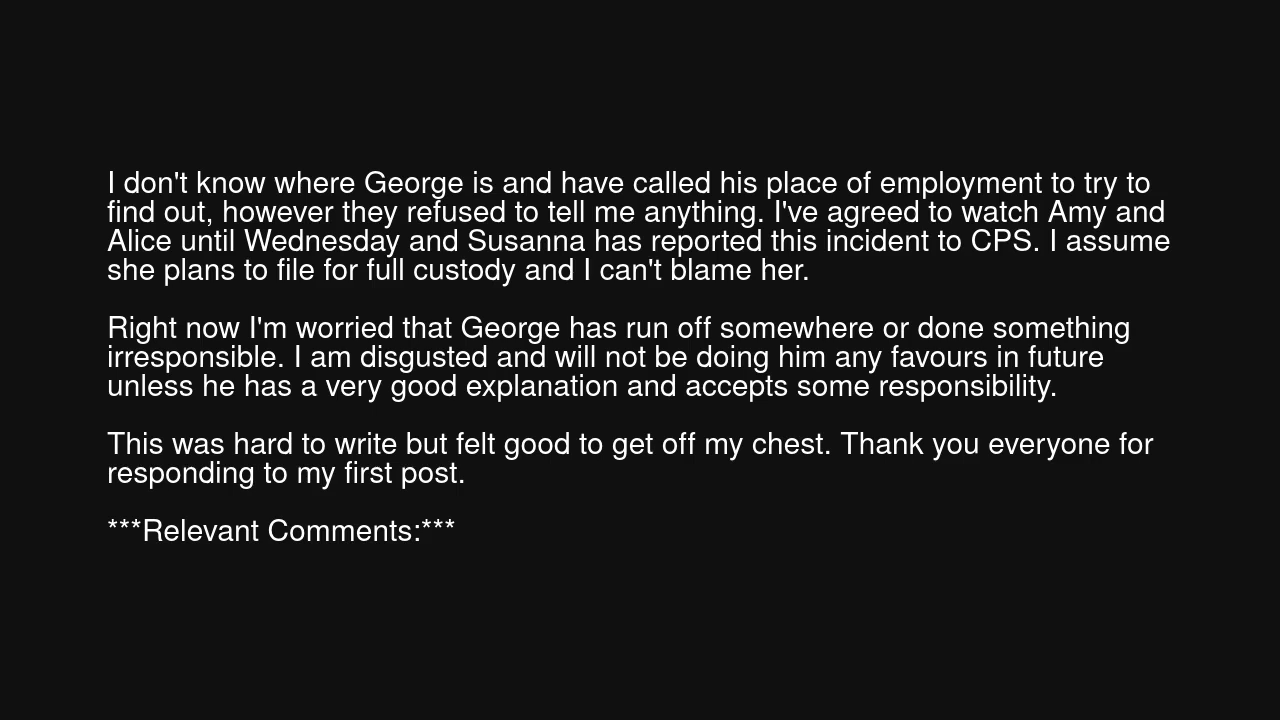 I don't know where George is and have called his place of employment to try to
find out, however they refused to tell me anything. I've agreed to watch Amy and
Alice until Wednesday and Susanna has reported this incident to CPS. I assume
she plans to file for full custody and I can't blame her.
Right now I'm worried that George has run off somewhere or done something
irresponsible. I am disgusted and will not be doing him any favours in future
unless he has a very good explanation and accepts some responsibility.
This was hard to write but felt good to get off my chest. Thank you everyone for
responding to my first post.
***Relevant Comments:***